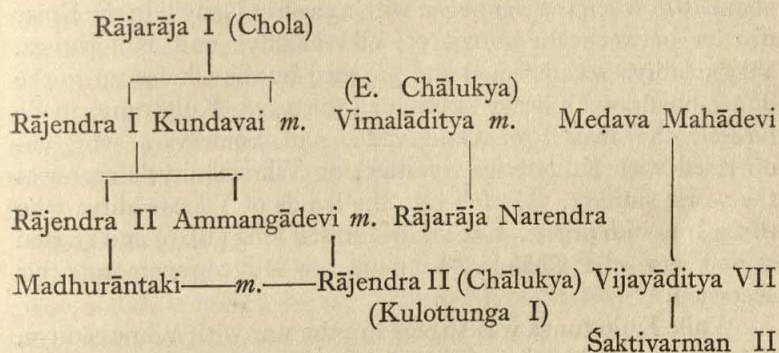 Rājarāja I (Chola)
(E. Chālukya)
Rājendra I Kundavai m. Vimalāditya m. Meḍava Mahādevi
Rājendra II Ammangādevi m. Rājarāja Narendra
Madhurāntaki——m.——Rājendra II (Chālukya) Vijayāditya VII
(Kulottunga I)
Śaktivarman II